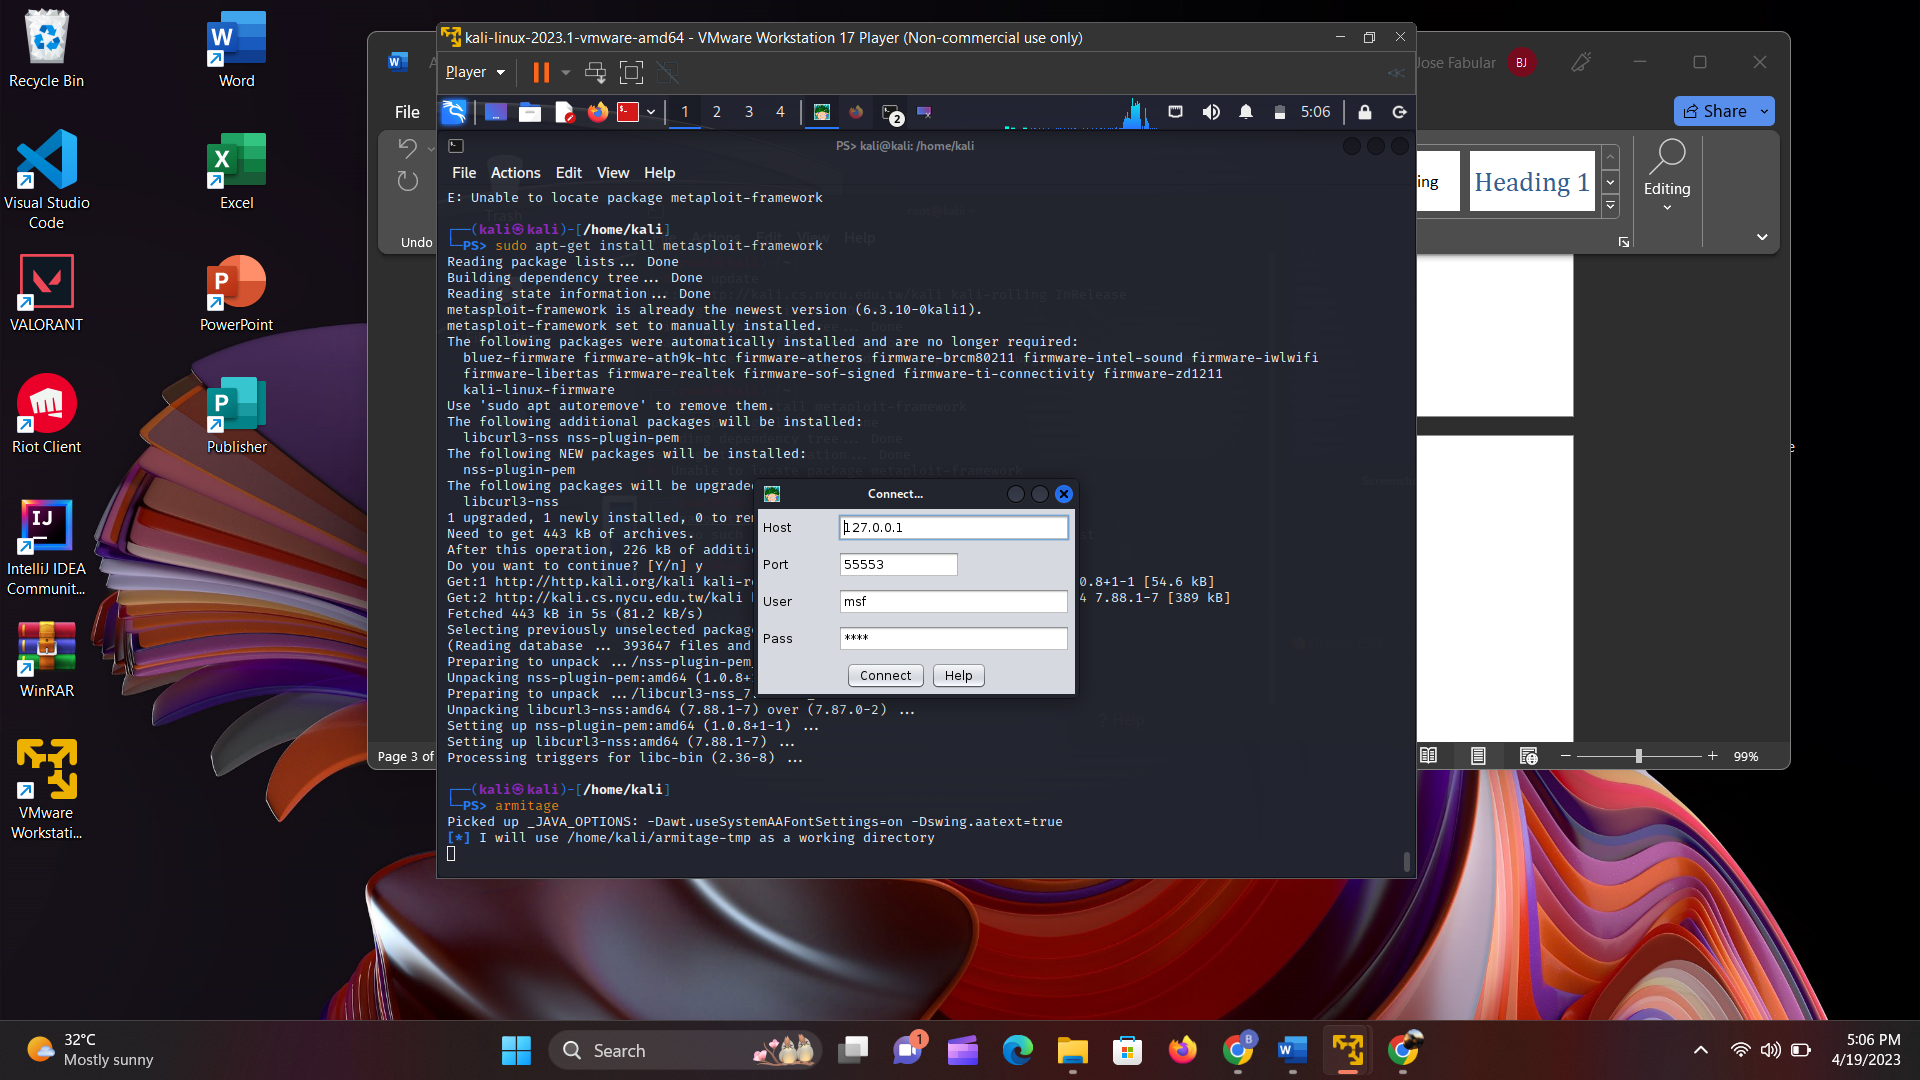 Recycle Bin
Word
Visual Studio
Code
Excel
VALORANT
PowerPoint
Riot Client
Publisher
IntelliJ IDEA
Communit...
WinRAR
VMware
Workstati...
File
Undo
Page 3 of
kali-linux-2023.1-vmware-amd64 - VMware Workstation 17 Player (Non-commercial use only)
Player
1 2 3 4
2
5:06
PS> kali@kali: /home/kali
File Actions Edit View Help
E: Unable to locate package metaploit-framework
┌──(kali㉿kali)-[/home/kali]
└─PS> sudo apt-get install metasploit-framework
Reading package lists... Done
Building dependency tree... Done
Reading state information... Done
metasploit-framework is already the newest version (6.3.10-0kali1).
metasploit-framework set to manually installed.
The following packages were automatically installed and are no longer required:
bluez-firmware firmware-ath9k-htc firmware-atheros firmware-brcm80211 firmware-intel-sound firmware-iwlwifi
firmware-libertas firmware-realtek firmware-sof-signed firmware-ti-connectivity firmware-zd1211
kali-linux-firmware
Use 'sudo apt autoremove' to remove them.
The following additional packages will be installed:
libcurl3-nss nss-plugin-pem
The following NEW packages will be installed:
nss-plugin-pem
The following packages will be upgraded
libcurl3-nss
1 upgraded, 1 newly installed, 0 to re
Need to get 443 kB of archives.
After this operation, 226 kB of additi
Do you want to continue? [Y/n] y
Get:1 http://http.kali.org/kali kali-r 0.8+1-1 [54.6 kB]
Get:2 http://kali.cs.nycu.edu.tw/kali 4 7.88.1-7 [389 kB]
Fetched 443 kB in 5s (81.2 kB/s)
Selecting previously unselected package
(Reading database ... 393647 files and
Preparing to unpack .../nss-plugin-pem_
Unpacking nss-plugin-pem:amd64 (1.0.8+
Preparing to unpack .../libcurl3-nss_7
Unpacking libcurl3-nss:amd64 (7.88.1-7) over (7.87.0-2) ...
Setting up nss-plugin-pem:amd64 (1.0.8+1-1) ...
Setting up libcurl3-nss:amd64 (7.88.1-7) ...
Processing triggers for libc-bin (2.36-8) ...
┌──(kali㉿kali)-[/home/kali]
└─PS> armitage
Picked up _JAVA_OPTIONS: -Dawt.useSystemAAFontSettings=on -Dswing.aatext=true
[*] I will use /home/kali/armitage-tmp as a working directory
Connect...
Host 127.0.0.1
Port 55553
User msf
Pass ****
Connect Help
Jose Fabular BJ
Share
ing
Heading 1
Editing
99%
32°C
Mostly sunny
Search
1
B
5:06 PM
4/19/2023